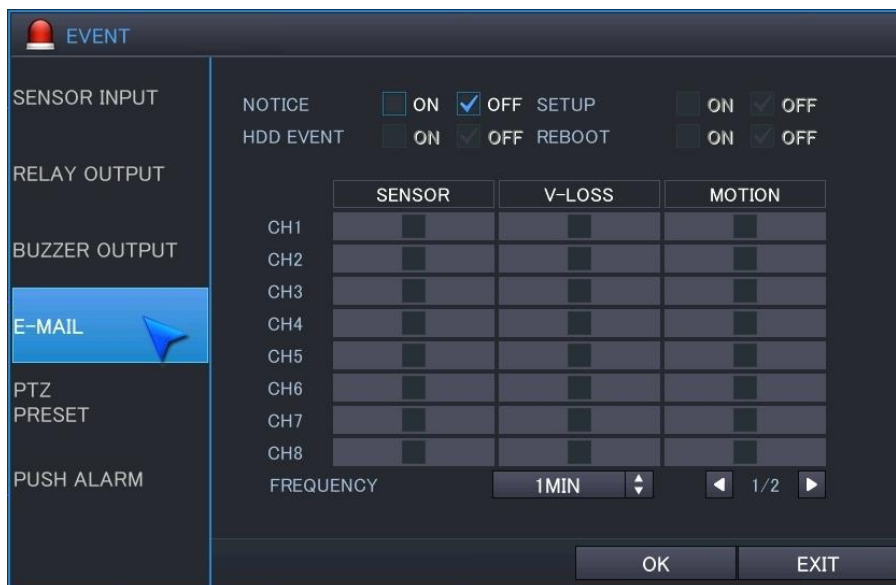 EVENT
SENSOR INPUT
RELAY OUTPUT
BUZZER OUTPUT
E-MAIL
PTZ
PRESET
PUSH ALARM
NOTICE ON OFF SETUP ON OFF
HDD EVENT ON OFF REBOOT ON OFF
SENSOR V-LOSS MOTION
CH1
CH2
CH3
CH4
CH5
CH6
CH7
CH8
FREQUENCY 1MIN 1/2
OK EXIT